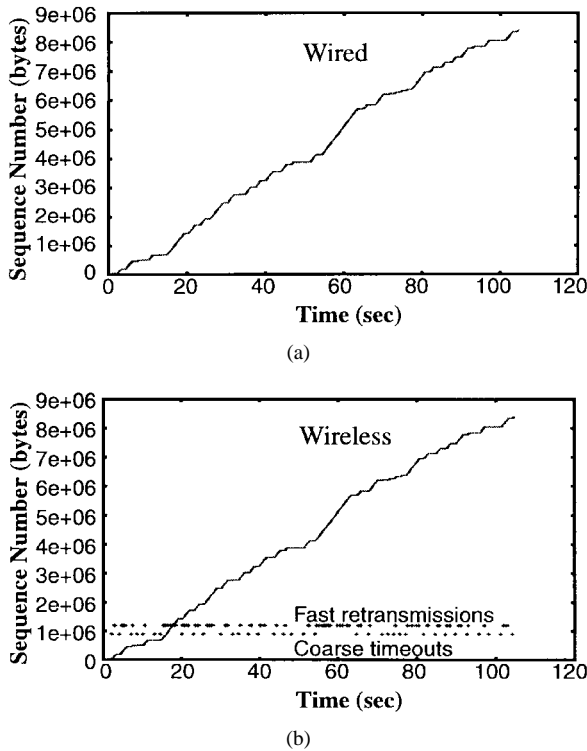 Sequence Number (bytes)
9e+06
8e+06
7e+06
6e+06
5e+06
4e+06
3e+06
2e+06
1e+06
0
Wired
0 20 40 60 80 100 120
Time (sec)
(a)
Sequence Number (bytes)
9e+06
8e+06
7e+06
6e+06
5e+06
4e+06
3e+06
2e+06
1e+06
0
Wireless
Fast retransmissions
Coarse timeouts
0 20 40 60 80 100 120
Time (sec)
(b)